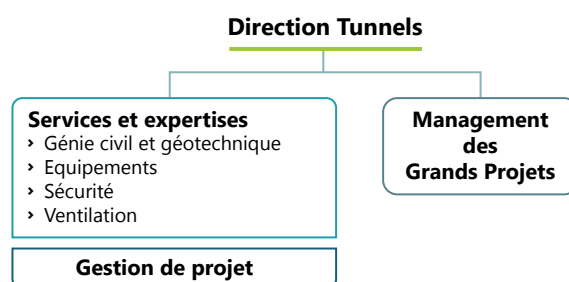 Direction Tunnels
Services et expertises
› Génie civil et géotechnique
› Equipements
› Sécurité
› Ventilation
Management
des
Grands Projets
Gestion de projet